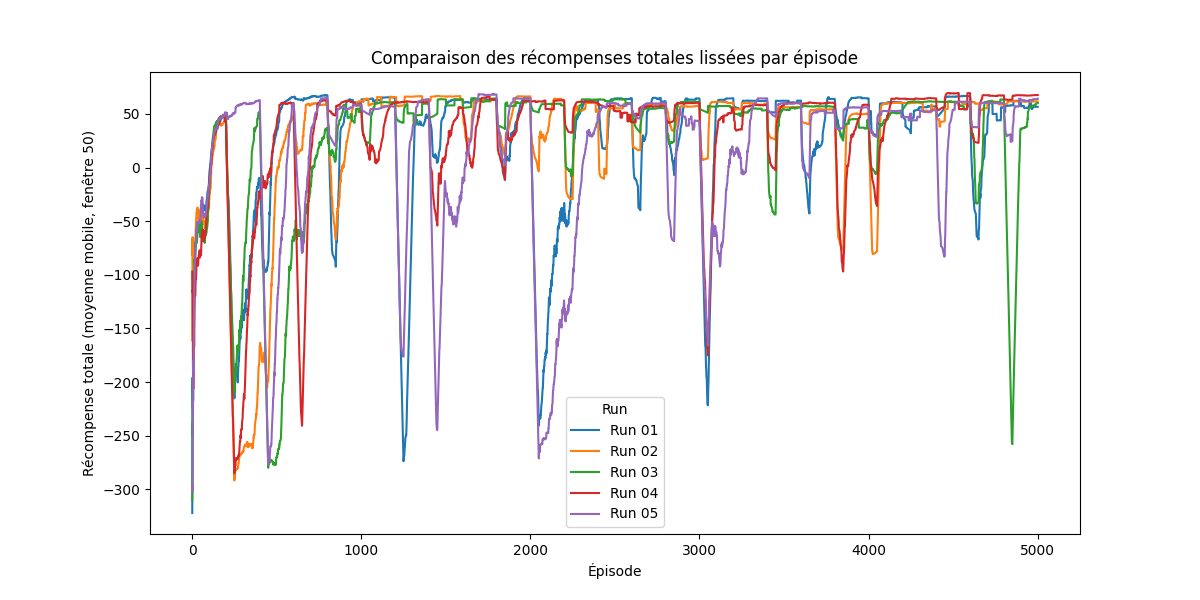 Comparaison des récompenses totales lissées par épisode
Récompense totale (moyenne mobile, fenêtre 50)
50
0
−50
−100
−150
−200
−250
−300
Run
Run 01
Run 02
Run 03
Run 04
Run 05
0 1000 2000 3000 4000 5000
Épisode